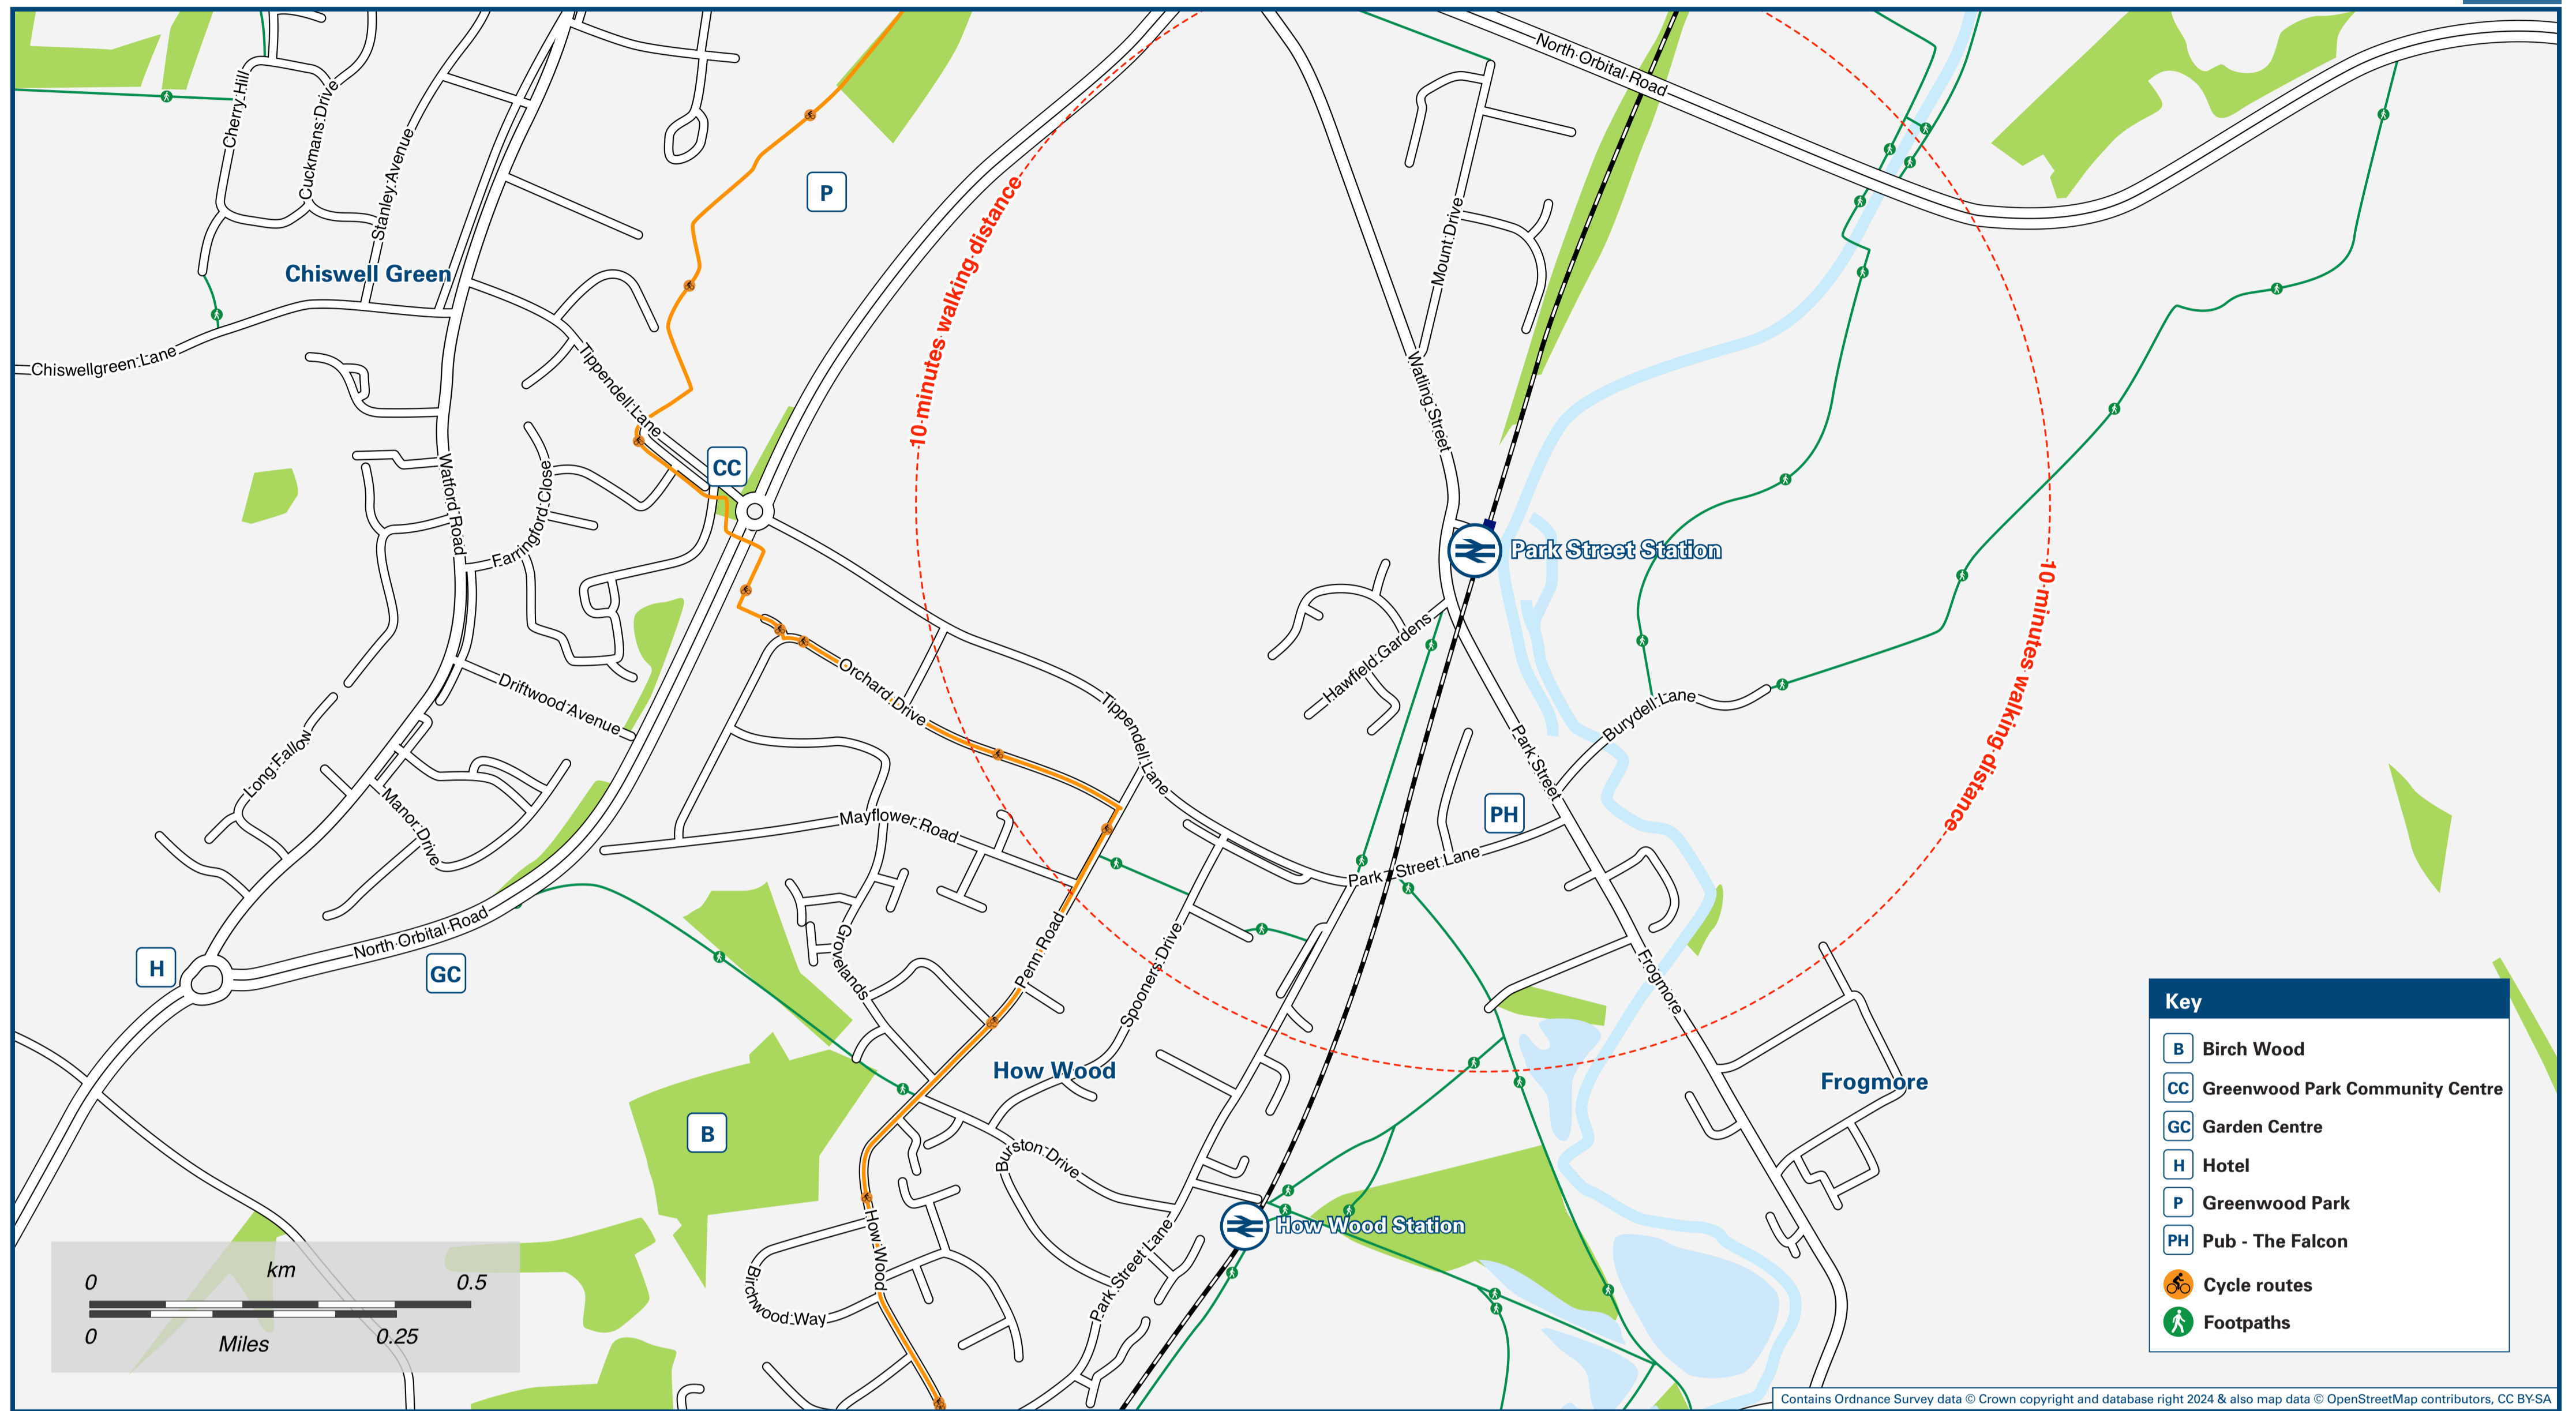 North Orbital Road
Cherry Hill
Cuckmans Drive
Stanley Avenue
P
10 minutes walking distance
Mount Drive
Chiswell Green
Chiswellgreen Lane
Tippendell Lane
Watling Street
CC
Watford Road
Farringford Close
Park Street Station
10 minutes walking distance
Hawfield Gardens
Orchard Drive
Driftwood Avenue
Tippendell Lane
Burydell Lane
Park Street
Long Fallow
Manor Drive
Mayflower Road
PH
Park Street Lane
North Orbital Road
H
GC
Grovelands
Penn Road
Spooners Drive
Frogmore
How Wood
Frogmore
B
Burston Drive
How Wood Station
How Wood
Birchwood Way
Park Street Lane
km
0 0.5
0 0.25
Miles
Key
B Birch Wood
CC Greenwood Park Community Centre
GC Garden Centre
H Hotel
P Greenwood Park
PH Pub - The Falcon
Cycle routes
Footpaths
Contains Ordnance Survey data © Crown copyright and database right 2024 & also map data © OpenStreetMap contributors, CC BY-SA